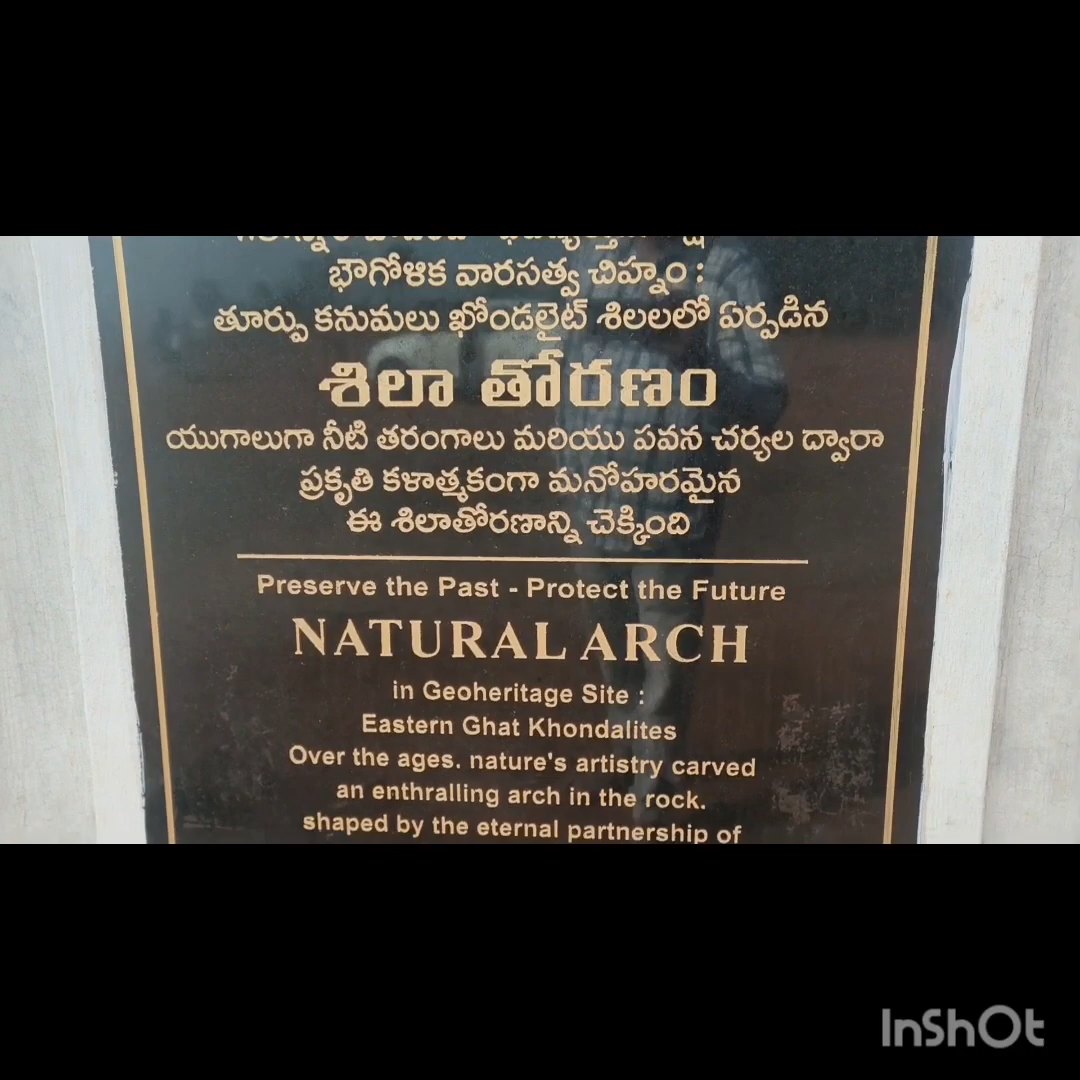 భౌగోళిక వారసత్వ చిహ్నం :
తూర్పు కనుమలు ఖోండలైట్ శిలలలో ఏర్పడిన
శిలా తోరణం
యుగాలుగా నీటి తరంగాలు మరియు పవన చర్యల ద్వారా
ప్రకృతి కళాత్మకంగా మనోహరమైన
ఈ శిలాతోరణాన్ని చెక్కింది
Preserve the Past - Protect the Future
NATURAL ARCH
in Geoheritage Site :
Eastern Ghat Khondalites
Over the ages. nature's artistry carved
an enthralling arch in the rock.
shaped by the eternal partnership of
InShOt